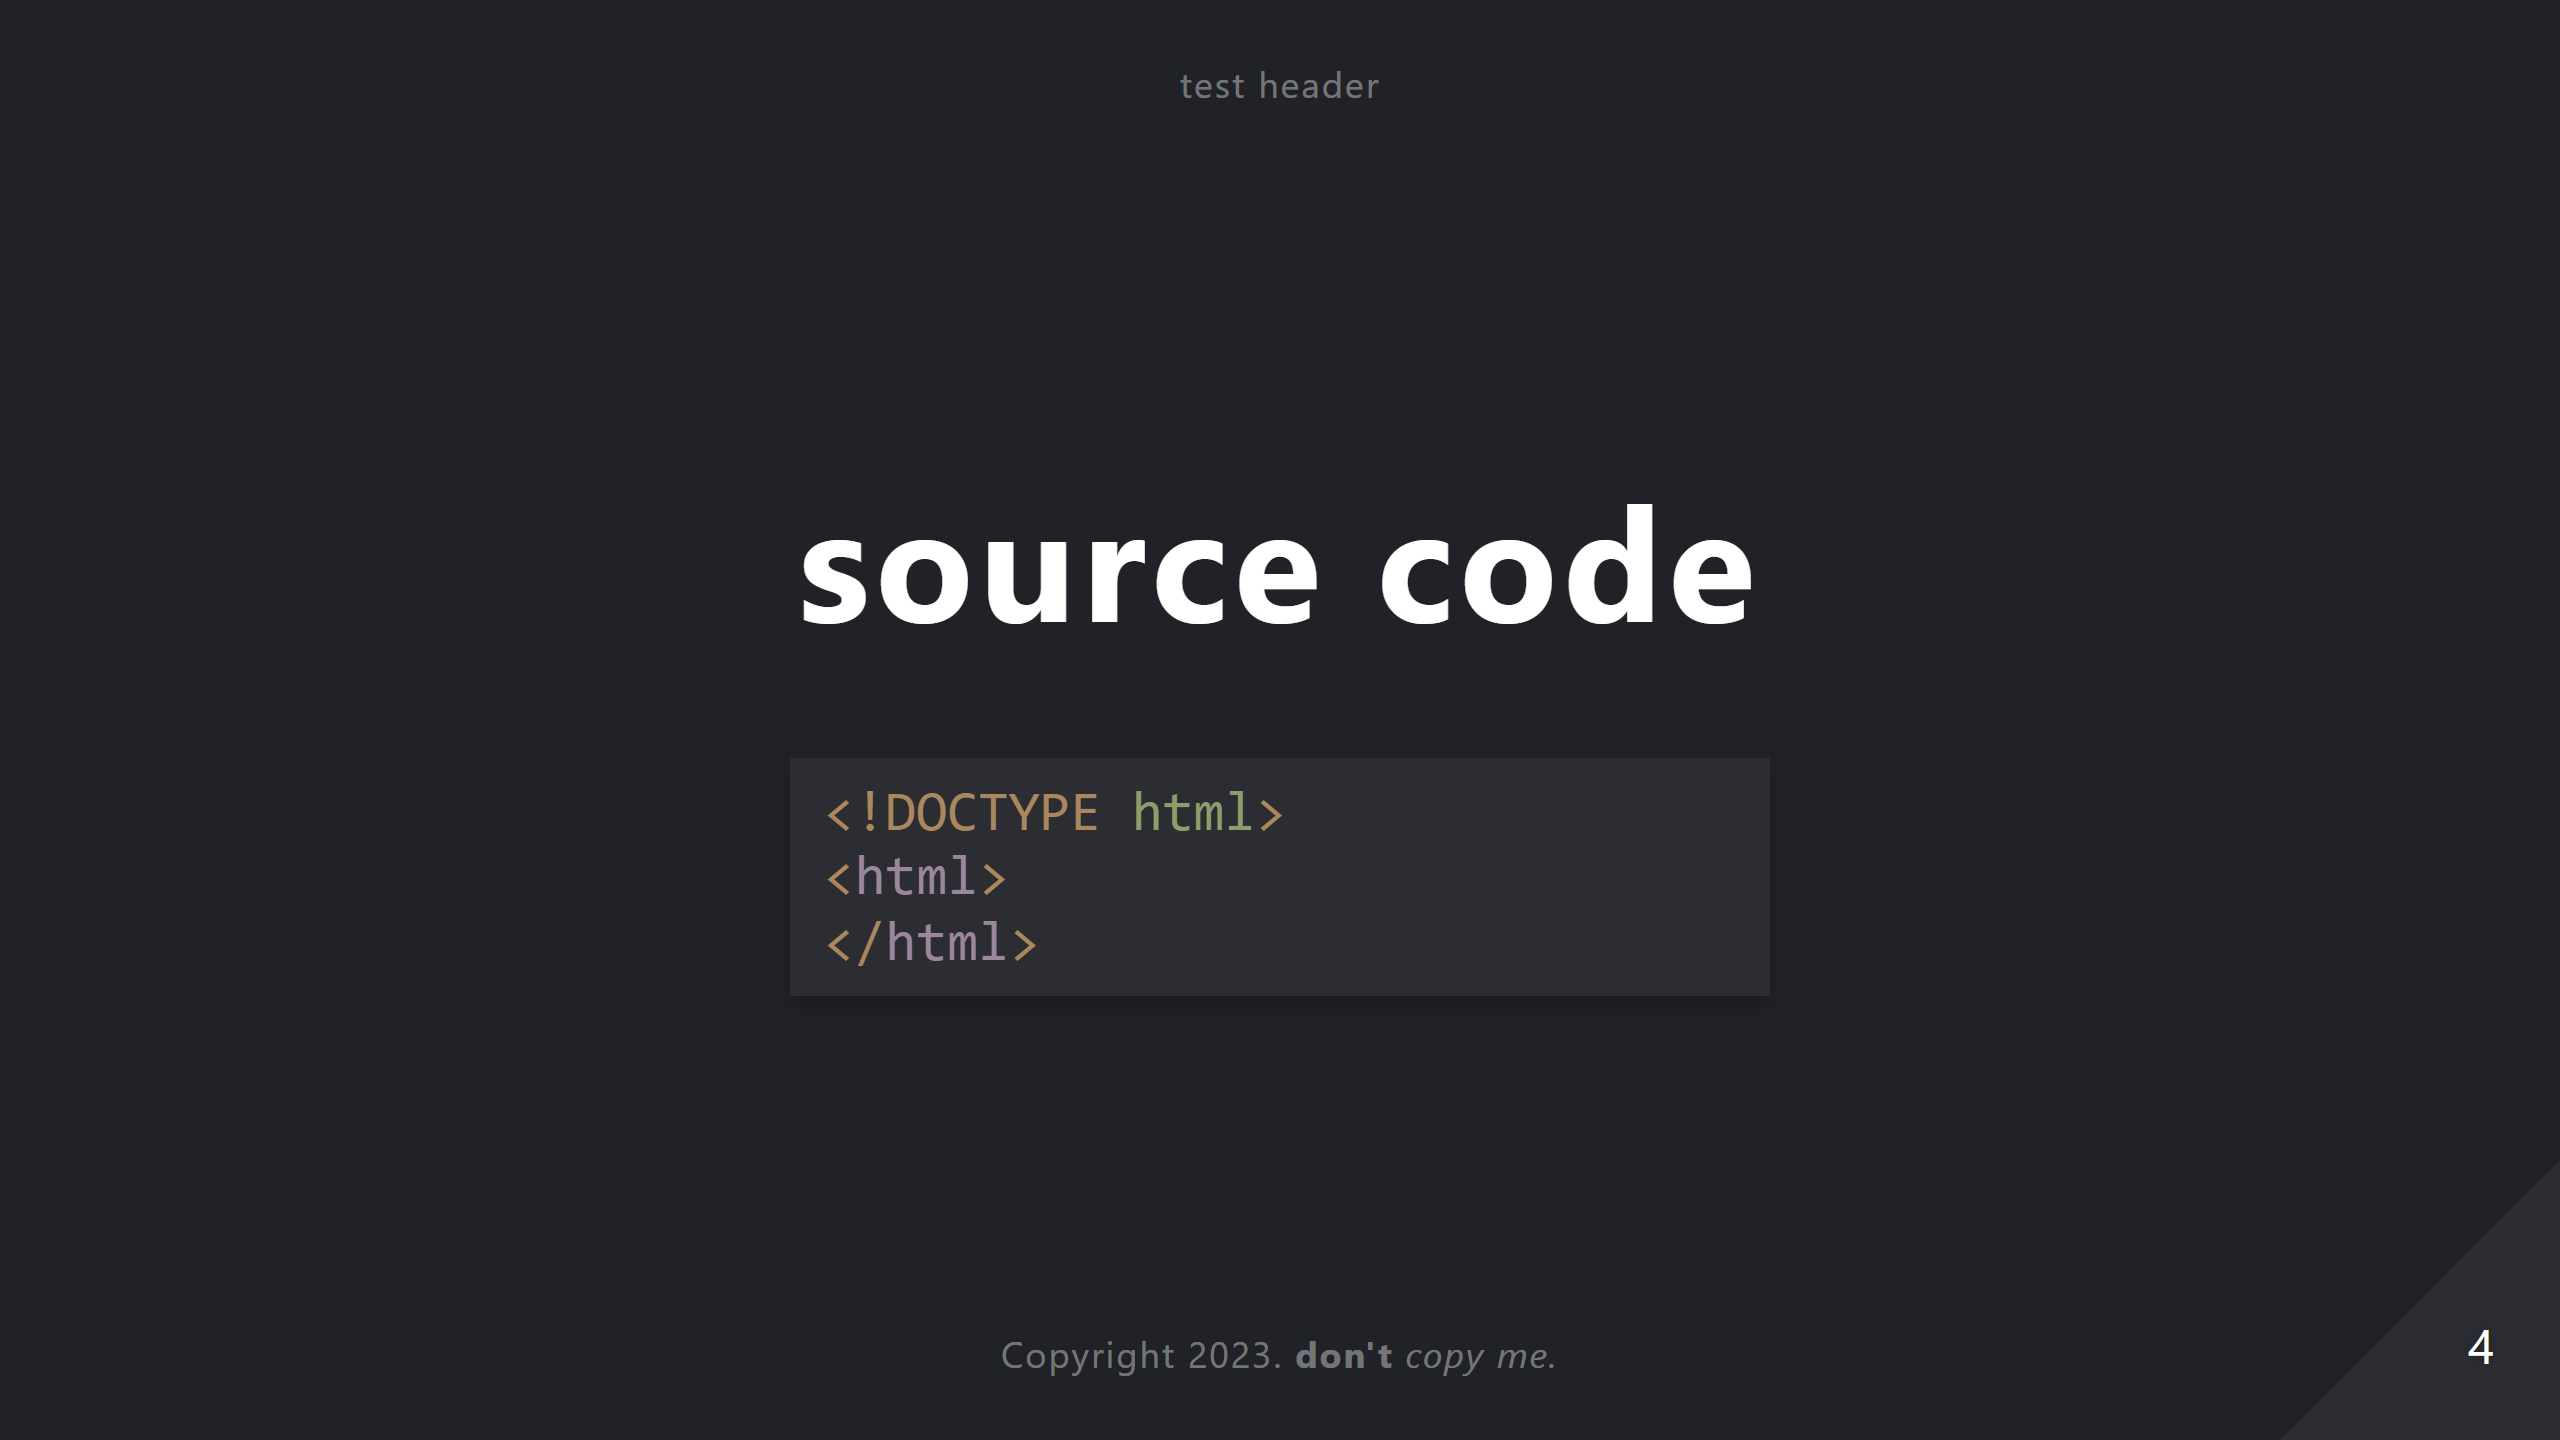 test header
source code
<!DOCTYPE html>
<html>
</html>
Copyright 2023. don't copy me.
4